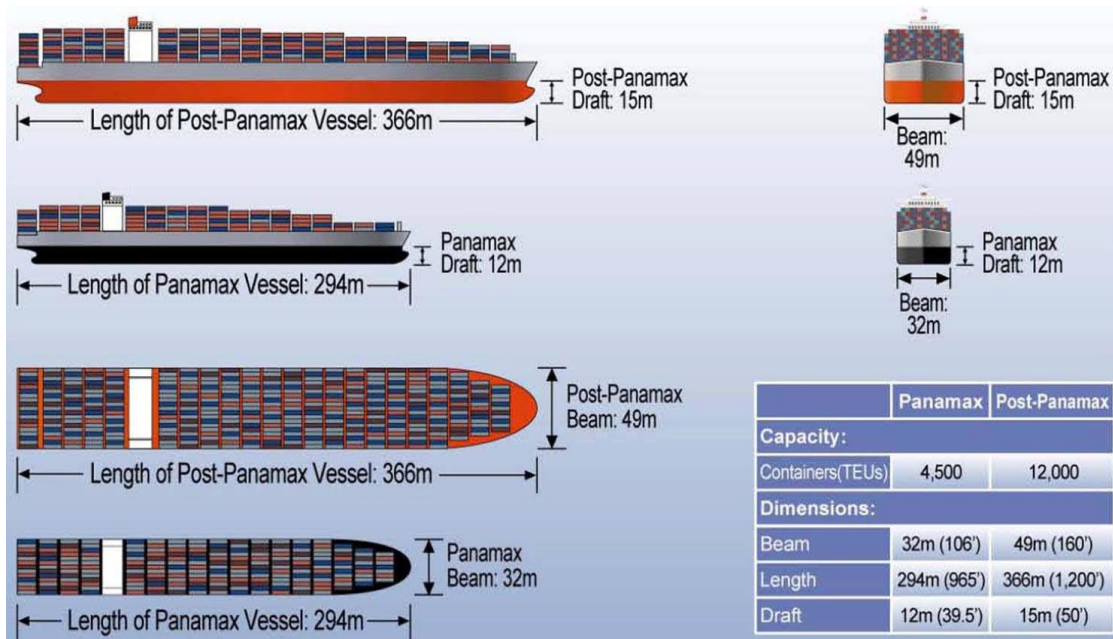 Post-Panamax
Draft: 15m
Length of Post-Panamax Vessel: 366m
Post-Panamax
Draft: 15m
Beam:
49m
Panamax
Draft: 12m
Length of Panamax Vessel: 294m
Panamax
Draft: 12m
Beam:
32m
Post-Panamax
Beam: 49m
Length of Post-Panamax Vessel: 366m
Panamax
Beam: 32m
Length of Panamax Vessel: 294m
Panamax Post-Panamax
Capacity:
Containers(TEUs) 4,500 12,000
Dimensions:
Beam 32m (106') 49m (160')
Length 294m (965') 366m (1,200')
Draft 12m (39.5') 15m (50')